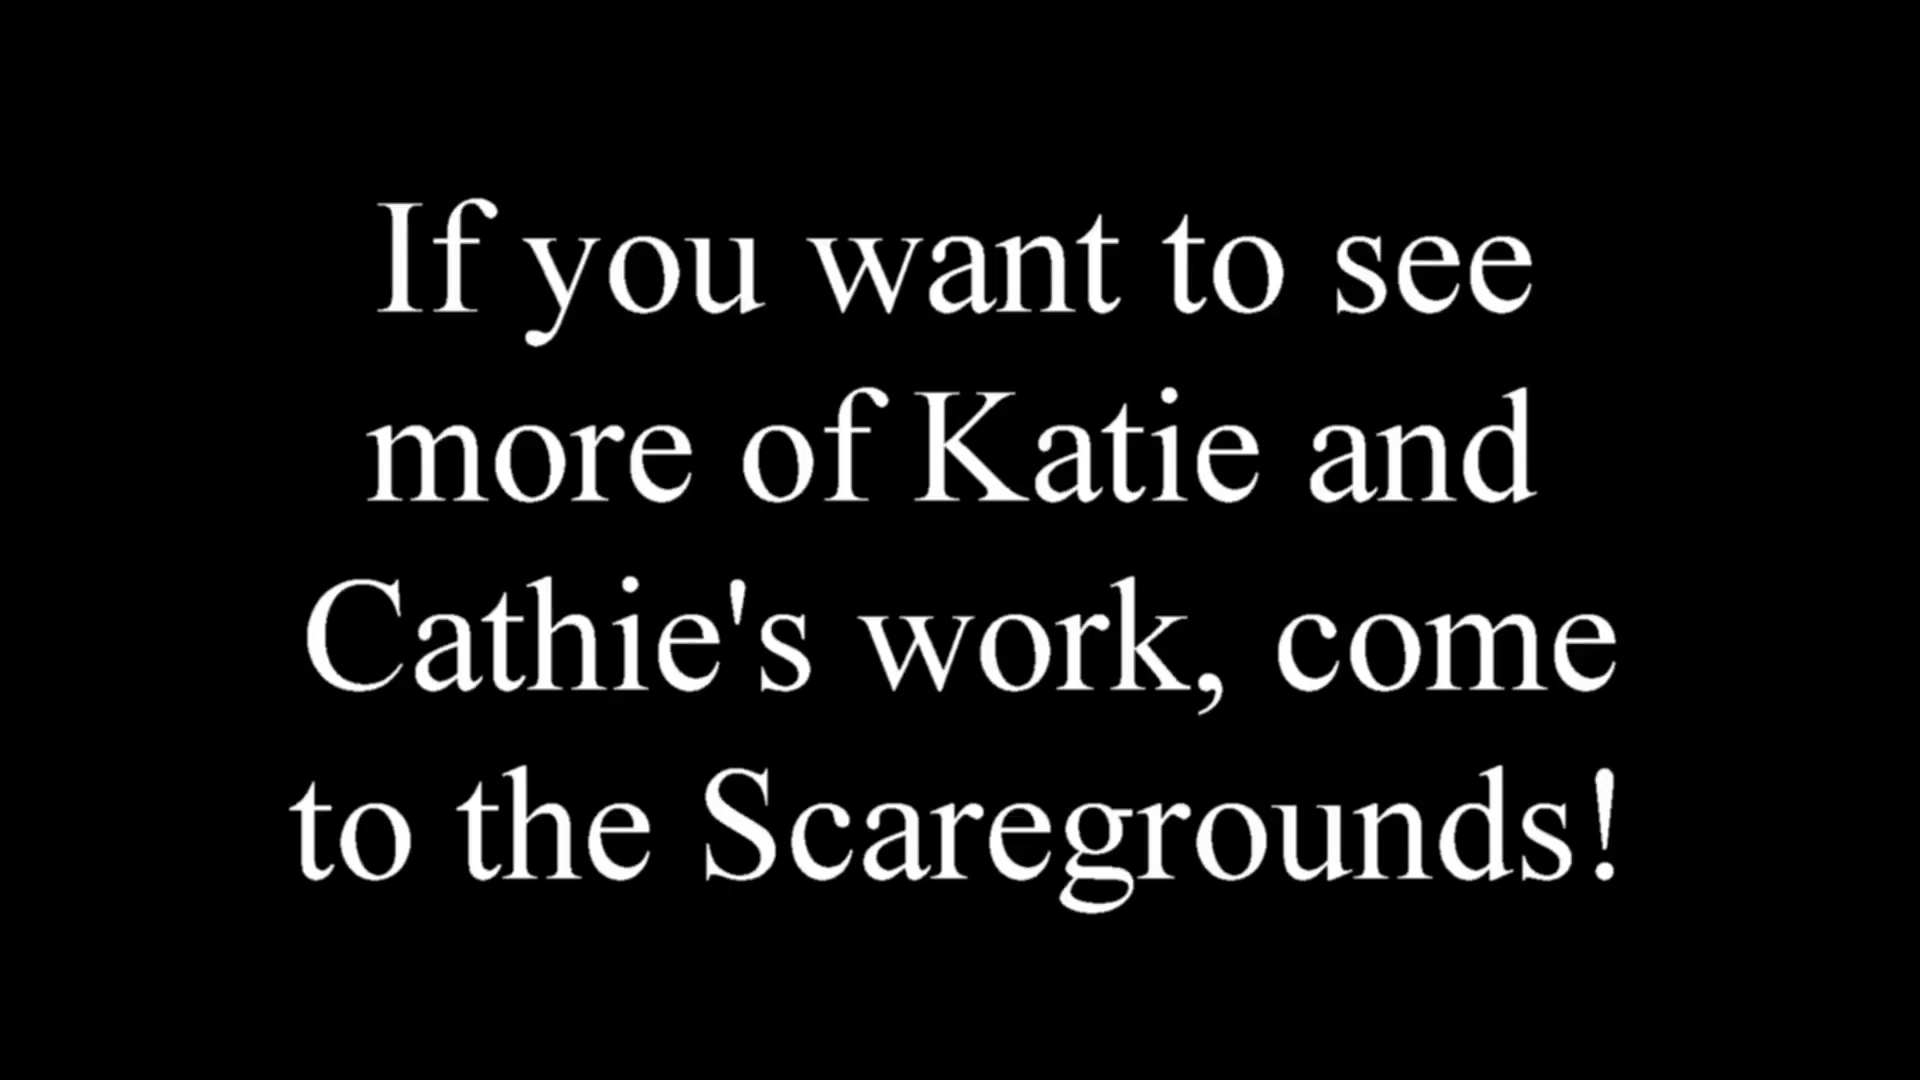 If you want to see
more of Katie and
Cathie's work, come
to the Scaregrounds!